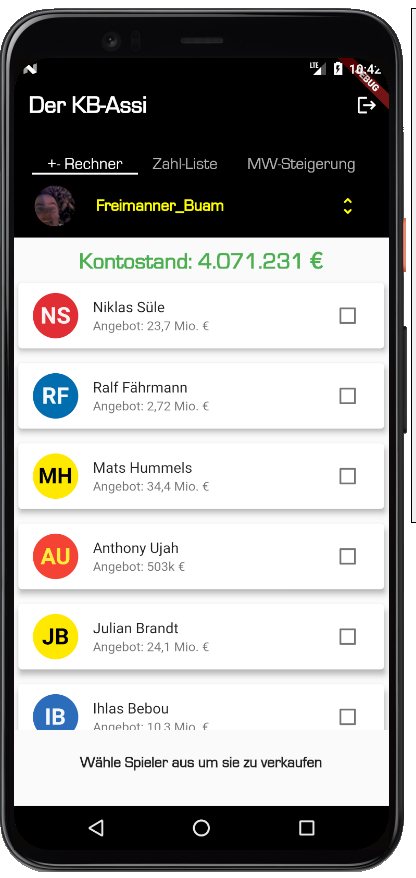 LTE 10:42
DEBUG
Der KB-Assi
+- Rechner Zahl-Liste MW-Steigerung
Freimanner_Buam
Kontostand: 4.071.231 €
NS Niklas Süle
Angebot: 23,7 Mio. €
RF Ralf Fährmann
Angebot: 2,72 Mio. €
MH Mats Hummels
Angebot: 34,4 Mio. €
AU Anthony Ujah
Angebot: 503k €
JB Julian Brandt
Angebot: 24,1 Mio. €
IB Ihlas Bebou
Angebot: 10,3 Mio. €
Wähle Spieler aus um sie zu verkaufen